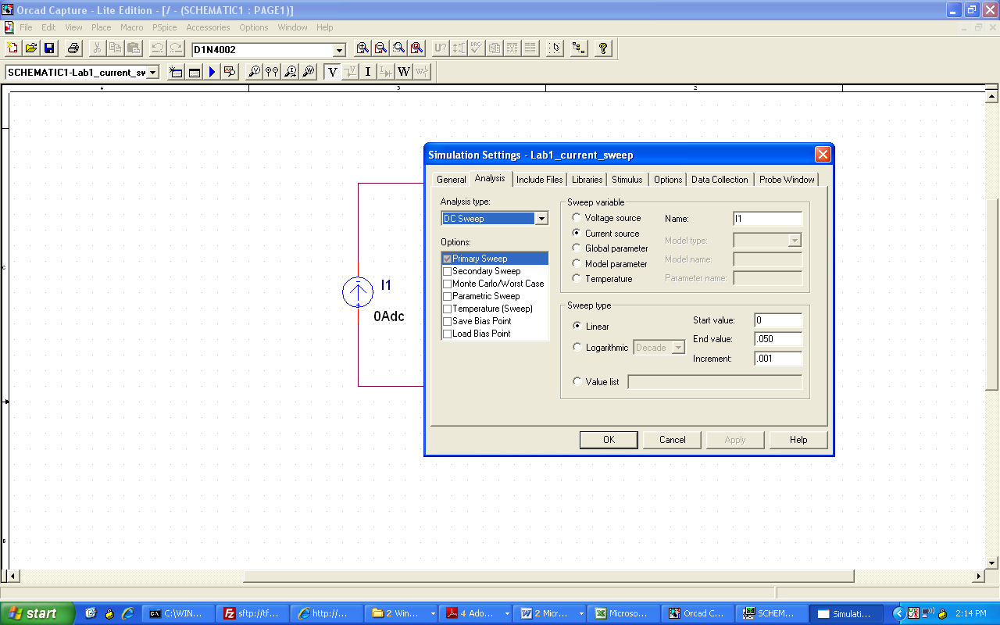 Orcad Capture - Lite Edition - [/ - (SCHEMATIC1 : PAGE1)]
File Edit View Place Macro PSpice Accessories Options Window Help
D1N4002
U? DRC ?
SCHEMATIC1-Lab1_current_sw
V I W
4 3 2
C
B
I1
0Adc
Simulation Settings - Lab1_current_sweep
General Analysis Include Files Libraries Stimulus Options Data Collection Probe Window
Analysis type:
DC Sweep
Options:
Primary Sweep
Secondary Sweep
Monte Carlo/Worst Case
Parametric Sweep
Temperature (Sweep)
Save Bias Point
Load Bias Point
Sweep variable
Voltage source
Current source
Global parameter
Model parameter
Temperature
Name: I1
Model type:
Model name:
Parameter name:
Sweep type
Linear
Logarithmic Decade
Value list
Start value: 0
End value: .050
Increment: .001
OK Cancel Apply Help
start C:\WIN... sftp://tf... http://... 2 Win... 4 Ado... 2 Micr... Microso... Orcad C... SCHEM... Simulati... 2:14 PM